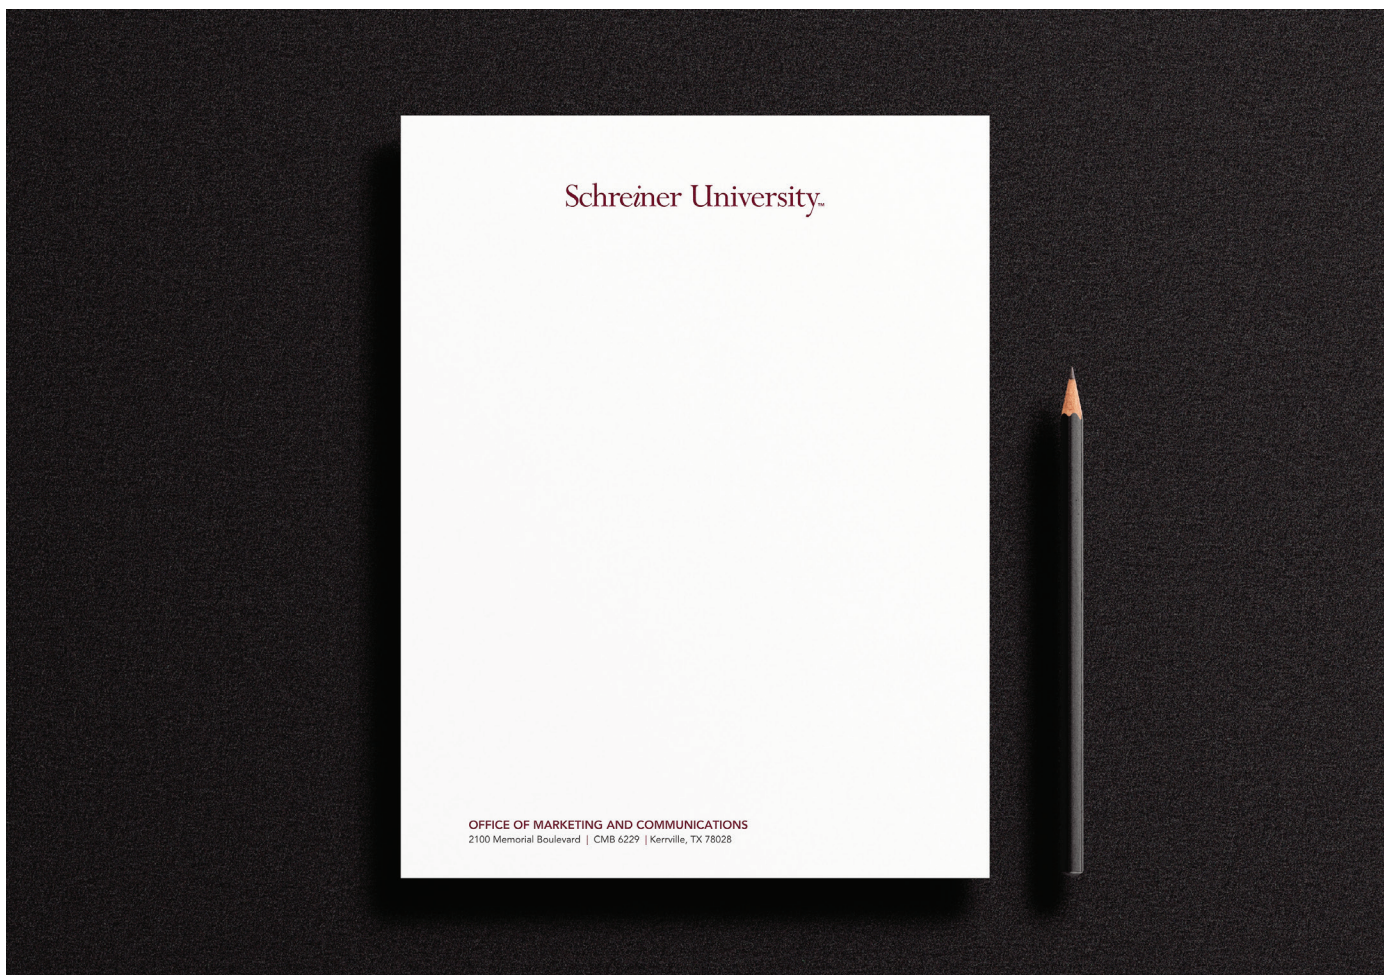 Schreiner University™
OFFICE OF MARKETING AND COMMUNICATIONS
2100 Memorial Boulevard | CMB 6229 | Kerrville, TX 78028